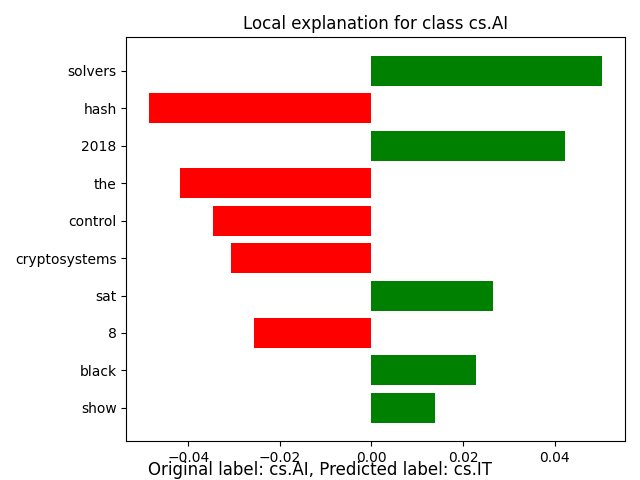 Local explanation for class cs.AI
solvers
hash
2018
the
control
cryptosystems
sat
8
black
show
−0.04 −0.02 0.00 0.02 0.04
Original label: cs.AI, Predicted label: cs.IT